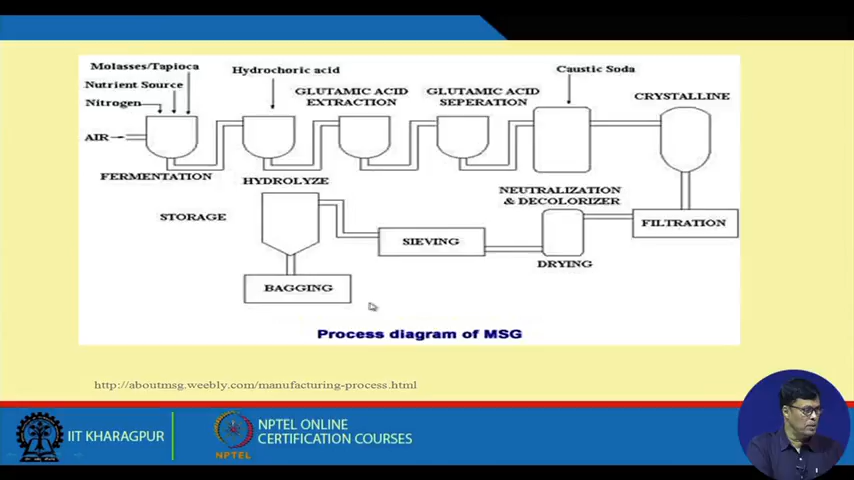 Molasses/Tapioca
Nutrient Source
Nitrogen
AIR
FERMENTATION
Hydrochoric acid
HYDROLYZE
GLUTAMIC ACID
EXTRACTION
GLUTAMIC ACID
SEPERATION
Caustic Soda
NEUTRALIZATION
& DECOLORIZER
CRYSTALLINE
FILTRATION
DRYING
SIEVING
STORAGE
BAGGING
Process diagram of MSG
http://aboutmsg.weebly.com/manufacturing-process.html
IIT KHARAGPUR
NPTEL
NPTEL ONLINE
CERTIFICATION COURSES